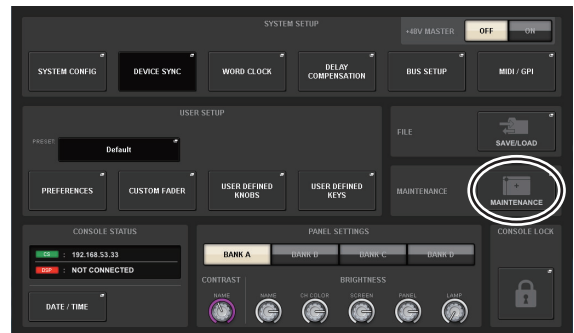 SYSTEM SETUP
+48V MASTER OFF ON
SYSTEM CONFIG DEVICE SYNC WORD CLOCK DELAY COMPENSATION BUS SETUP MIDI / GPI
USER SETUP
PRESET: Default
PREFERENCES CUSTOM FADER USER DEFINED KNOBS USER DEFINED KEYS
FILE SAVE/LOAD
MAINTENANCE MAINTENANCE
CONSOLE STATUS
CS : 192.168.53.33
DSP : NOT CONNECTED
DATE / TIME
PANEL SETTINGS
BANK A BANK B BANK C BANK D
CONTRAST BRIGHTNESS
NAME NAME CH COLOR SCREEN PANEL LAMP
CONSOLE LOCK